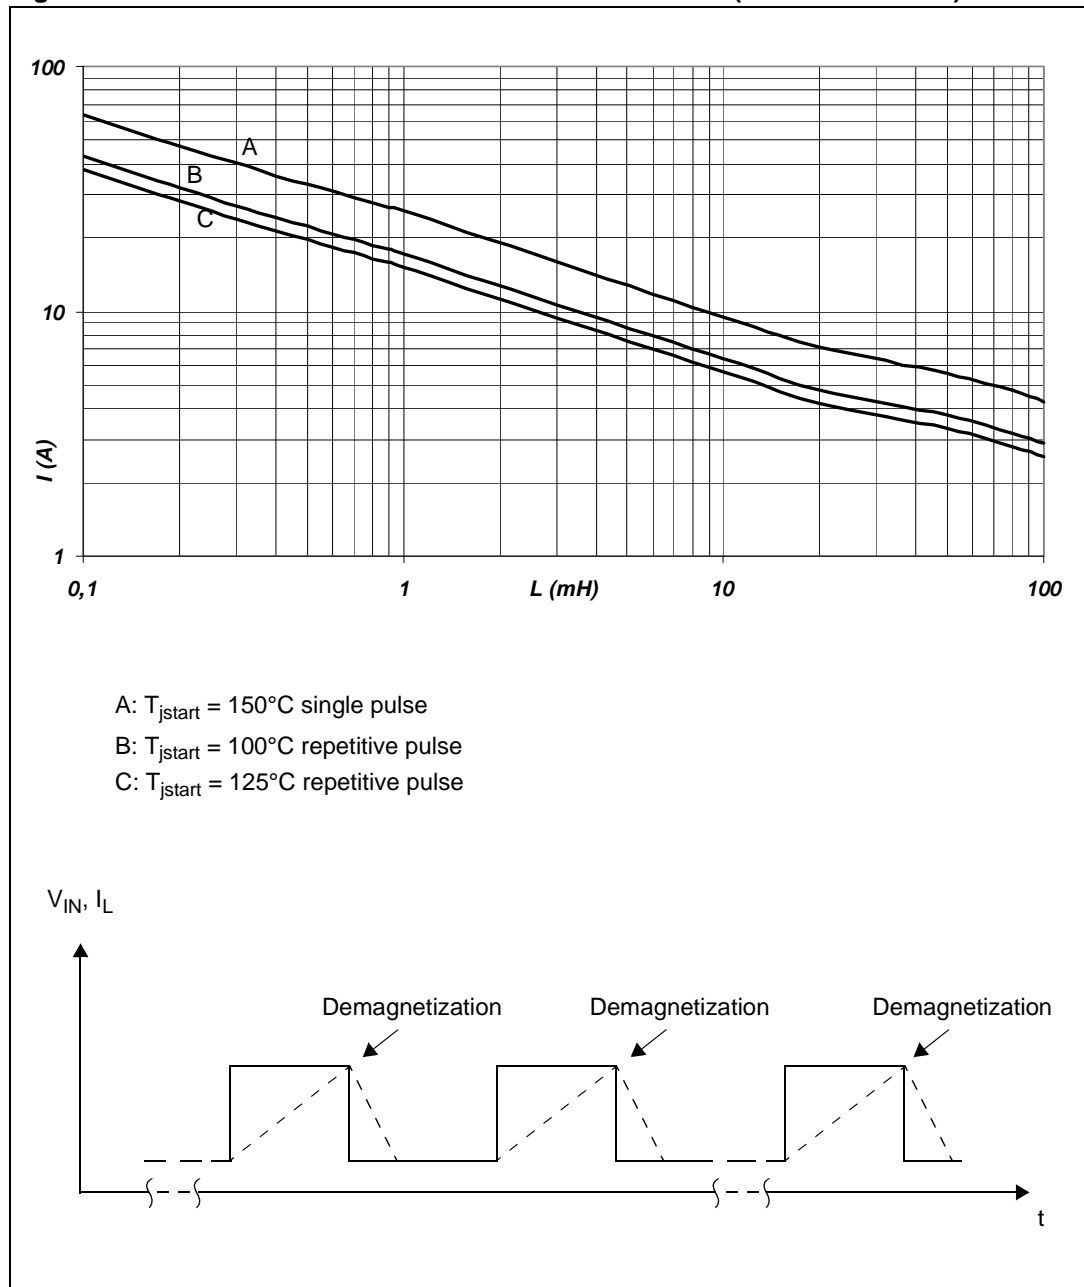 100
A
B
C
10
I (A)
1
0,1 1 L (mH) 10 100
A: Tjstart = 150°C single pulse
B: Tjstart = 100°C repetitive pulse
C: Tjstart = 125°C repetitive pulse
VIN, IL
Demagnetization Demagnetization Demagnetization
t